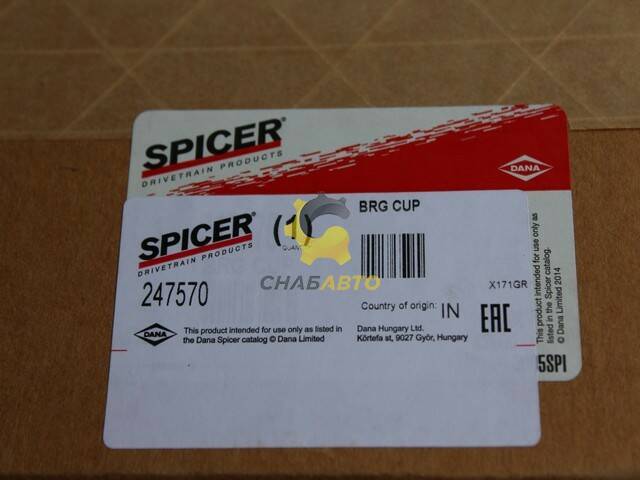 SPICER®
DRIVETRAIN PRODUCTS
DANA
SPICER®
DRIVETRAIN PRODUCTS
(1)
QUANTITY
BRG CUP
247570
СНАБАВТО
X171GR
Country of origin: IN
EAC
DANA
This product intended for use only as listed in
the Dana Spicer catalog © Dana Limited
Dana Hungary Ltd.
Körtefa st, 9027 Győr, Hungary
This product intended for use only as
listed in the Spicer catalog.
© Dana Limited 2014
5SPI